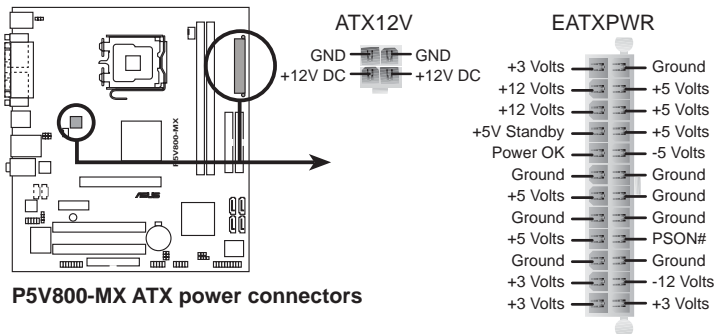 ATX12V
GND GND
+12V DC +12V DC
EATXPWR
+3 Volts Ground
+12 Volts +5 Volts
+12 Volts +5 Volts
+5V Standby +5 Volts
Power OK -5 Volts
Ground Ground
+5 Volts Ground
Ground Ground
+5 Volts PSON#
Ground Ground
+3 Volts -12 Volts
+3 Volts +3 Volts
P5V800-MX
ASUS
P5V800-MX ATX power connectors